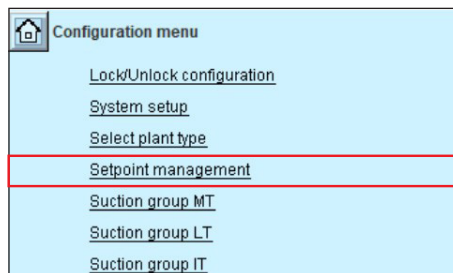 Configuration menu
Lock/Unlock configuration
System setup
Select plant type
Setpoint management
Suction group MT
Suction group LT
Suction group IT